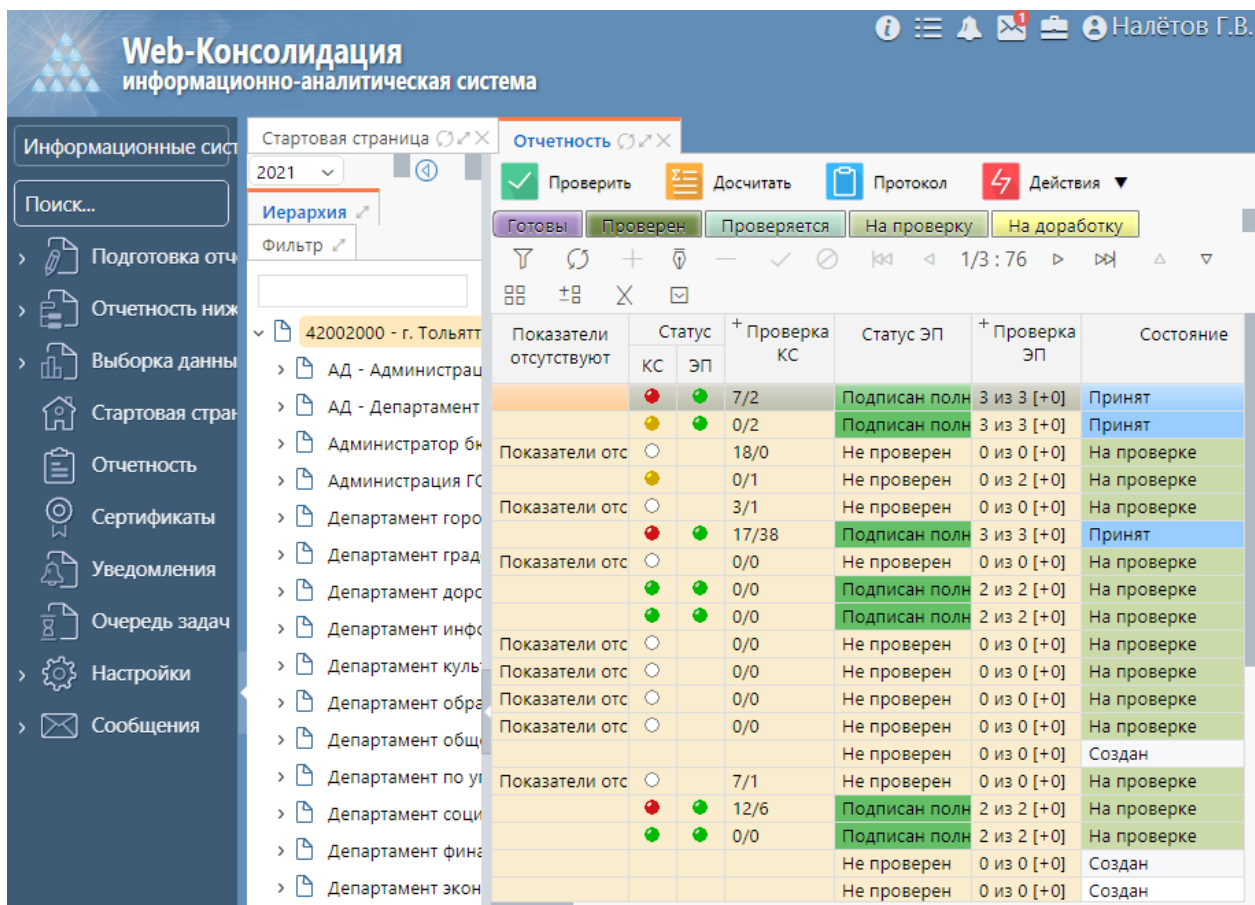 1
Налётов Г.В.
Web-Консолидация
информационно-аналитическая система
Информационные сист
Поиск...
Подготовка отч
Отчетность ниж
Выборка данны
Стартовая стран
Отчетность
Сертификаты
Уведомления
Очередь задач
Настройки
Сообщения
Стартовая страница
Отчетность
2021
Иерархия
Фильтр
42002000 - г. Тольятт
АД - Администрац
АД - Департамент
Администратор бк
Администрация ГО
Департамент горо
Департамент град
Департамент доро
Департамент инфо
Департамент культ
Департамент обра
Департамент обще
Департамент по уп
Департамент соци
Департамент фина
Департамент экон
Проверить
Досчитать
Протокол
Действия ▼
Готовы Проверен Проверяется На проверку На доработку
1/3 : 76
Показатели отсутствуют Статус + Проверка КС Статус ЭП + Проверка ЭП Состояние
КС ЭП
7/2 Подписан полн 3 из 3 [+0] Принят
0/2 Подписан полн 3 из 3 [+0] Принят
Показатели отс 18/0 Не проверен 0 из 0 [+0] На проверке
0/1 Не проверен 0 из 2 [+0] На проверке
Показатели отс 3/1 Не проверен 0 из 0 [+0] На проверке
17/38 Подписан полн 3 из 3 [+0] Принят
Показатели отс 0/0 Не проверен 0 из 0 [+0] На проверке
0/0 Подписан полн 2 из 2 [+0] На проверке
0/0 Подписан полн 2 из 2 [+0] На проверке
Показатели отс 0/0 Не проверен 0 из 0 [+0] На проверке
Показатели отс 0/0 Не проверен 0 из 0 [+0] На проверке
Показатели отс 0/0 Не проверен 0 из 0 [+0] На проверке
Показатели отс 0/0 Не проверен 0 из 0 [+0] На проверке
Не проверен 0 из 0 [+0] Создан
Показатели отс 7/1 Не проверен 0 из 0 [+0] На проверке
12/6 Подписан полн 2 из 2 [+0] На проверке
0/0 Подписан полн 2 из 2 [+0] На проверке
Не проверен 0 из 0 [+0] Создан
Не проверен 0 из 0 [+0] Создан